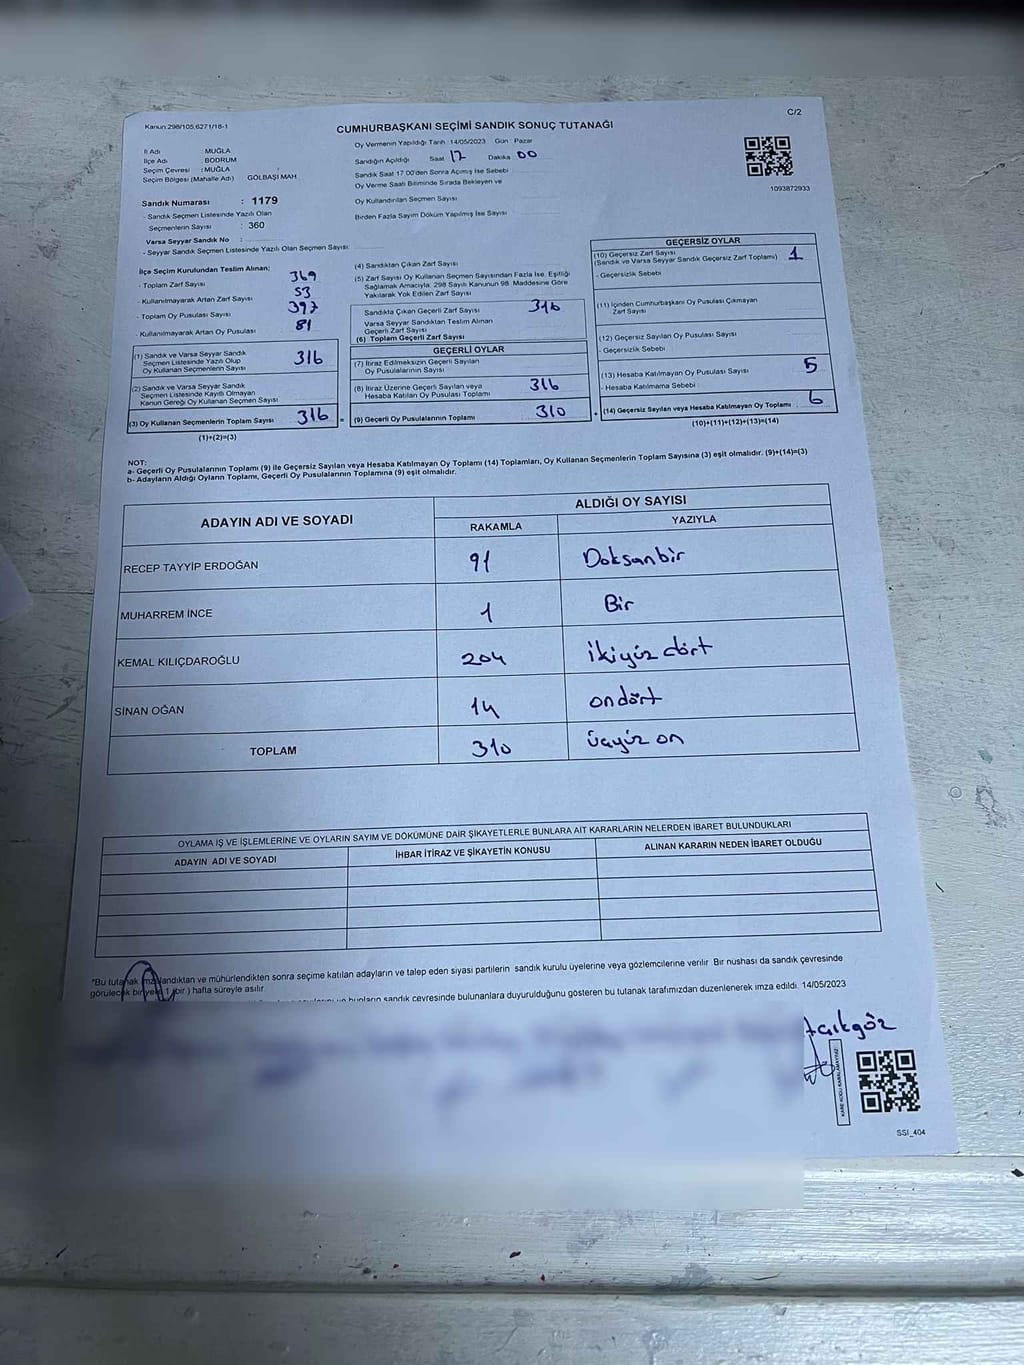 Kanun:298/105,6271/18-1
C/2
CUMHURBAŞKANI SEÇİMİ SANDIK SONUÇ TUTANAĞI
İl Adı : MUĞLA
İlçe Adı : BODRUM
Seçim Çevresi : MUĞLA
Seçim Bölgesi (Mahalle Adı) GÖLBAŞI MAH
Oy Vermenin Yapıldığı Tarih 14/05/2023 Gün Pazar
Sandığın Açıldığı Saat 17 Dakika 00
Sandık Saat 17 00'den Sonra Açılmış İse Sebebi
Oy Verme Saati Bitiminde Sırada Bekleyen ve
Oy Kullandırılan Seçmen Sayısı
Birden Fazla Sayım Döküm Yapılmış İse Sayısı
1093872933
Sandık Numarası : 1179
- Sandık Seçmen Listesinde Yazılı Olan
Seçmenlerin Sayısı : 360
Varsa Seyyar Sandık No :
- Seyyar Sandık Seçmen Listesinde Yazılı Olan Seçmen Sayısı:
İlçe Seçim Kurulundan Teslim Alınan:
- Toplam Zarf Sayısı 369
- Kullanılmayarak Artan Zarf Sayısı 53
- Toplam Oy Pusulası Sayısı 397
- Kullanılmayarak Artan Oy Pusulası 81
(1) Sandık ve Varsa Seyyar Sandık
Seçmen Listesinde Yazılı Olup
Oy Kullanan Seçmenlerin Sayısı 316
(2) Sandık ve Varsa Seyyar Sandık
Seçmen Listesinde Kayıtlı Olmayan
Kanun Gereği Oy Kullanan Seçmen Sayısı
(3) Oy Kullanan Seçmenlerin Toplam Sayısı 316 =
(1)+(2)=(3)
(4) Sandıktan Çıkan Zarf Sayısı
(5) Zarf Sayısı Oy Kullanan Seçmen Sayısından Fazla İse, Eşitliği
Sağlamak Amacıyla, 298 Sayılı Kanunun 98. Maddesine Göre
Yakılarak Yok Edilen Zarf Sayısı
Sandıkta Çıkan Geçerli Zarf Sayısı 316
Varsa Seyyar Sandıktan Teslim Alınan
Geçerli Zarf Sayısı
(6) Toplam Geçerli Zarf Sayısı
GEÇERLİ OYLAR
(7) İtiraz Edilmeksizin Geçerli Sayılan
Oy Pusulalarının Sayısı
(8) İtiraz Üzerine Geçerli Sayılan veya
Hesaba Katılan Oy Pusulası Toplamı 316
(9) Geçerli Oy Pusulalarının Toplamı 310 +
GEÇERSİZ OYLAR
(10) Geçersiz Zarf Sayısı
(Sandık ve Varsa Seyyar Sandık Geçersiz Zarf Toplamı) 1
- Geçersizlik Sebebi
(11) İçinden Cumhurbaşkanı Oy Pusulası Çıkmayan
Zarf Sayısı
(12) Geçersiz Sayılan Oy Pusulası Sayısı
- Geçersizlik Sebebi
(13) Hesaba Katılmayan Oy Pusulası Sayısı 5
- Hesaba Katılmama Sebebi
(14) Geçersiz Sayılan veya Hesaba Katılmayan Oy Toplamı 6
(10)+(11)+(12)+(13)=(14)
NOT:
a- Geçerli Oy Pusulalarının Toplamı (9) ile Geçersiz Sayılan veya Hesaba Katılmayan Oy Toplamı (14) Toplamları, Oy Kullanan Seçmenlerin Toplam Sayısına (3) eşit olmalıdır. (9)+(14)=(3)
b- Adayların Aldığı Oyların Toplamı, Geçerli Oy Pusulalarının Toplamına (9) eşit olmalıdır.
ADAYIN ADI VE SOYADI
ALDIĞI OY SAYISI
RAKAMLA YAZIYLA
RECEP TAYYİP ERDOĞAN 91 Doksanbir
MUHARREM İNCE 1 Bir
KEMAL KILIÇDAROĞLU 204 ikiyüz dört
SİNAN OĞAN 14 ondört
TOPLAM 310 üçyüz on
OYLAMA İŞ VE İŞLEMLERİNE VE OYLARIN SAYIM VE DÖKÜMÜNE DAİR ŞİKAYETLERLE BUNLARA AİT KARARLARIN NELERDEN İBARET BULUNDUKLARI
ADAYIN ADI VE SOYADI İHBAR İTİRAZ VE ŞİKAYETİN KONUSU ALINAN KARARIN NEDEN İBARET OLDUĞU
"Bu tutanak imzalandıktan ve mühürlendikten sonra seçime katılan adayların ve talep eden siyasi partilerin sandık kurulu üyelerine veya gözlemcilerine verilir. Bir nüshası da sandık çevresinde
görülecek bir yere 1 (bir ) hafta süreyle asılır
bunların sandık çevresinde bulunanlara duyurulduğunu gösteren bu tutanak tarafımızdan düzenlenerek imza edildi. 14/05/2023
Açıkgöz
KARE KODU KARALAMAYINIZ
SSI_404